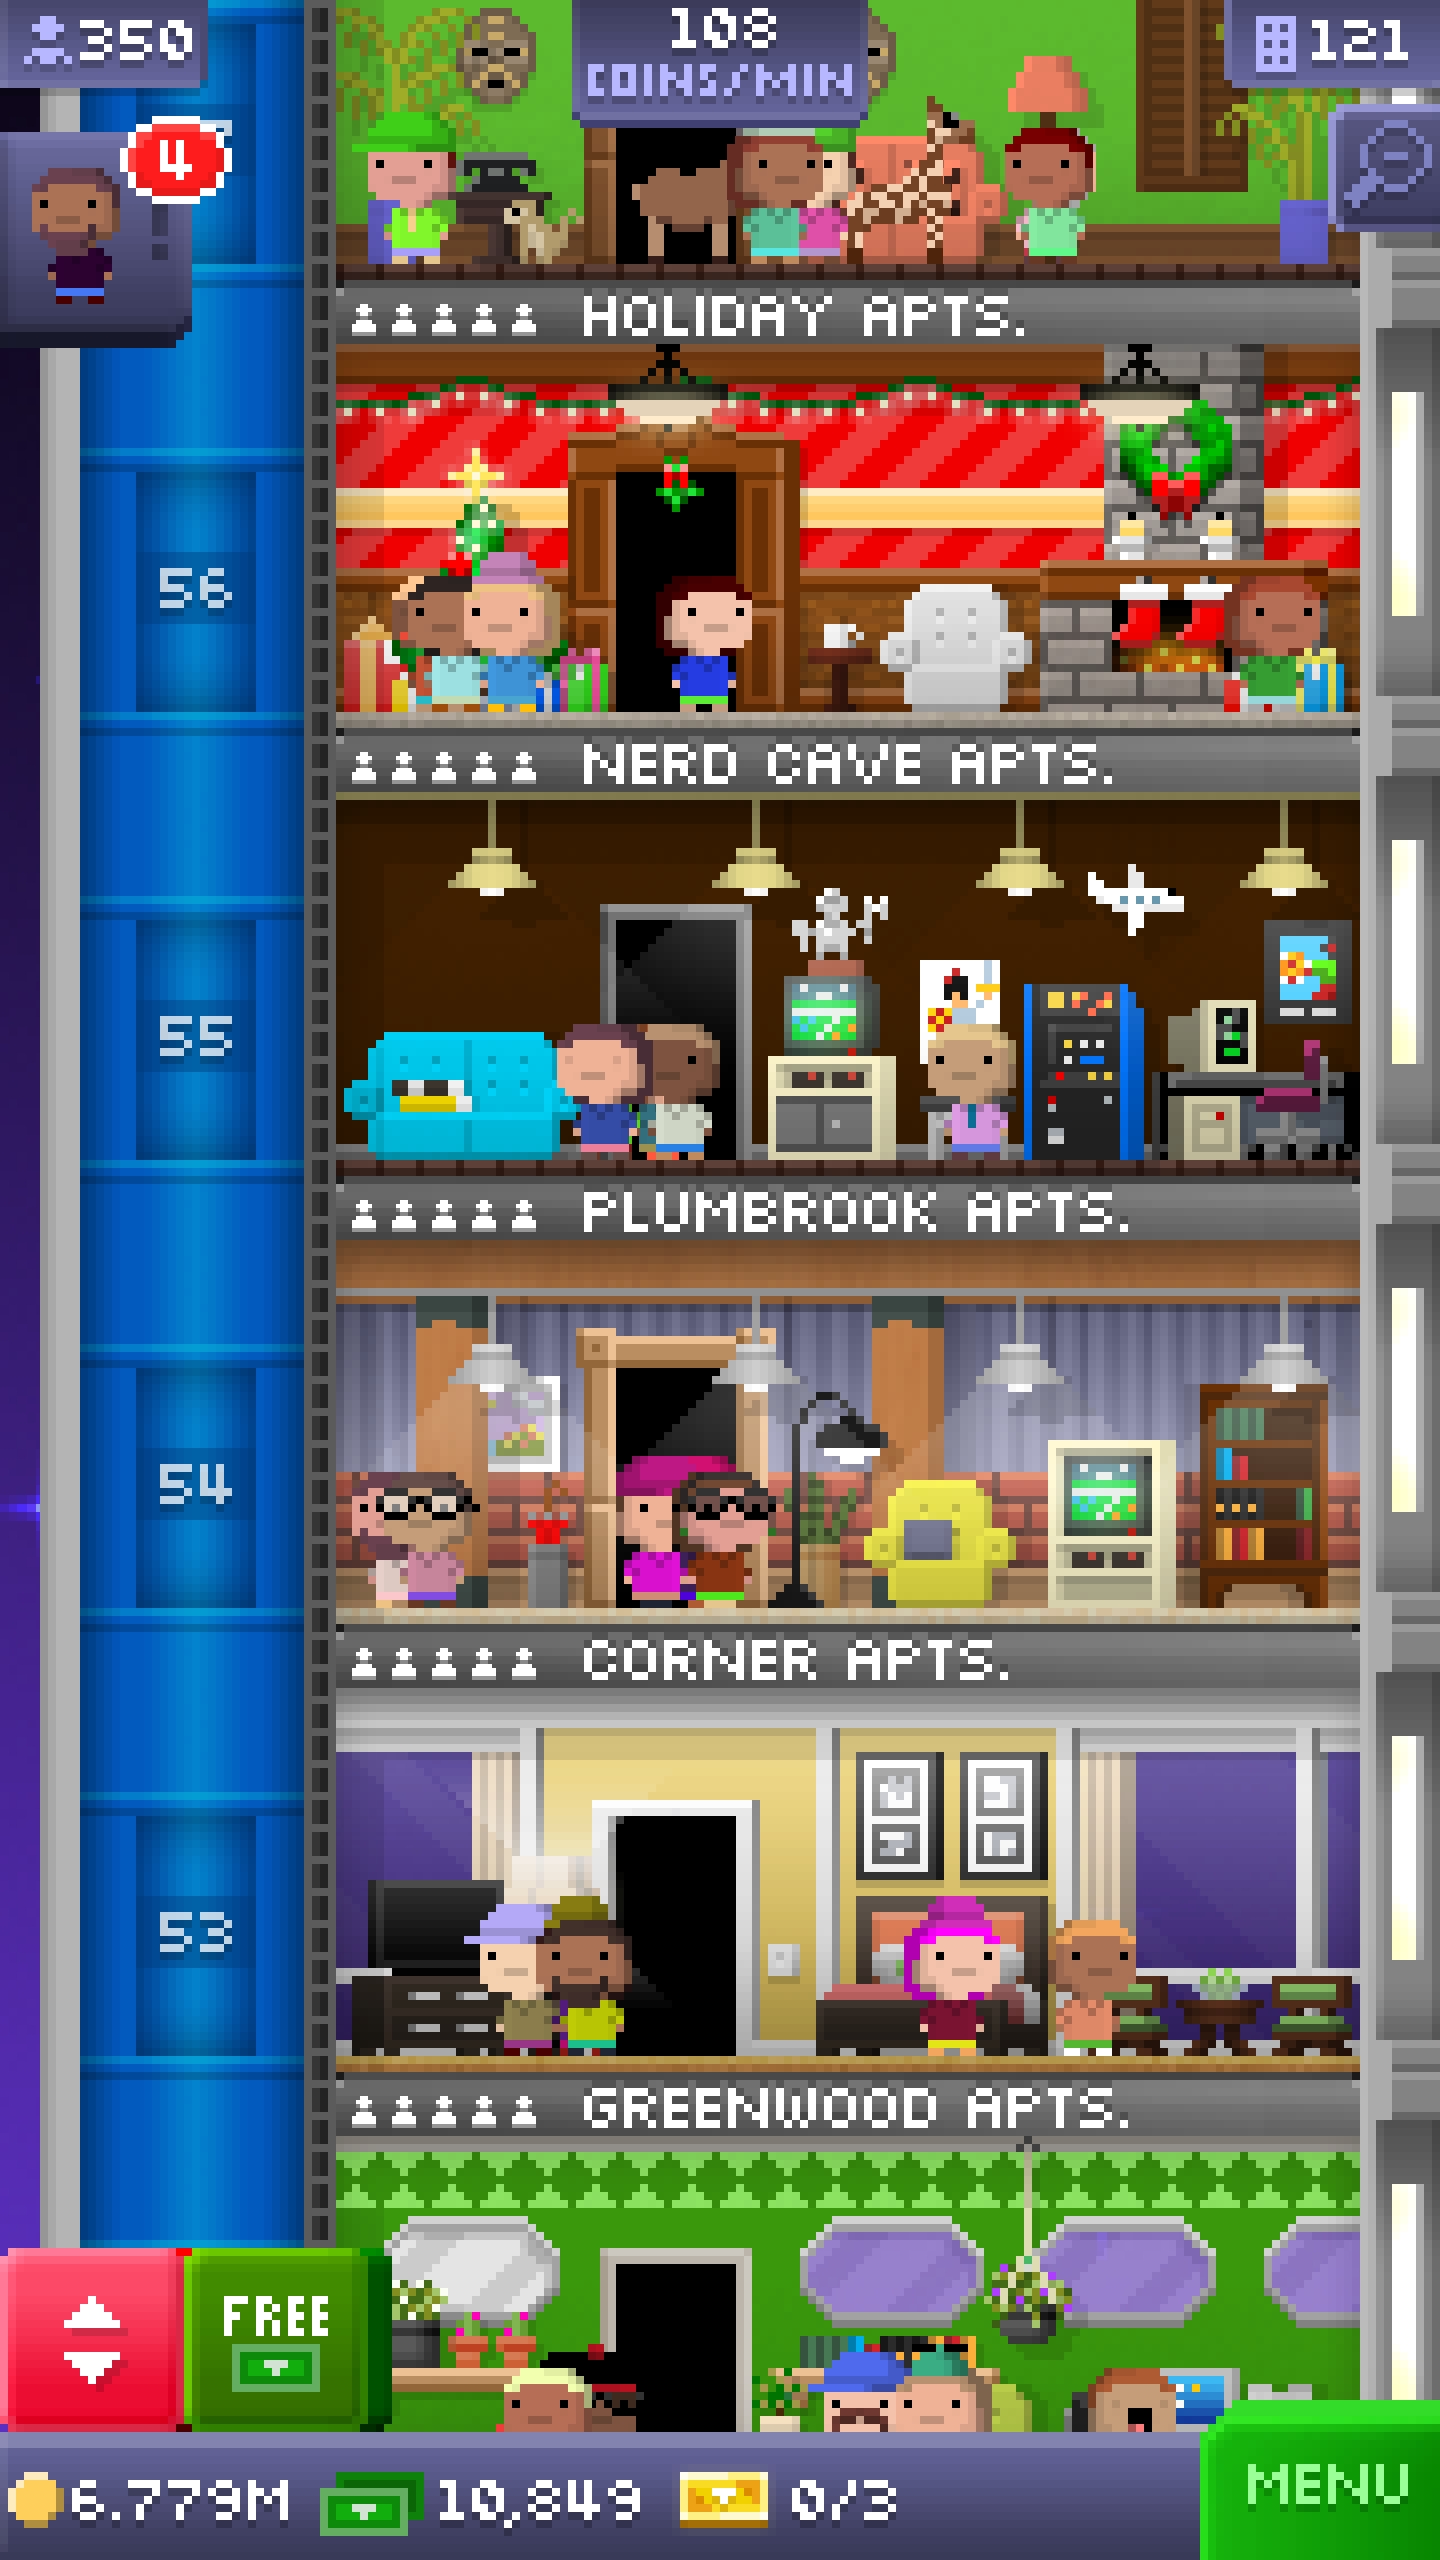 350
108
COINS/MIN
121
4
HOLIDAY APTS.
56
NERD CAVE APTS.
55
PLUMBROOK APTS.
54
CORNER APTS.
53
GREENWOOD APTS.
FREE
6.779M 10,849 0/3
MENU